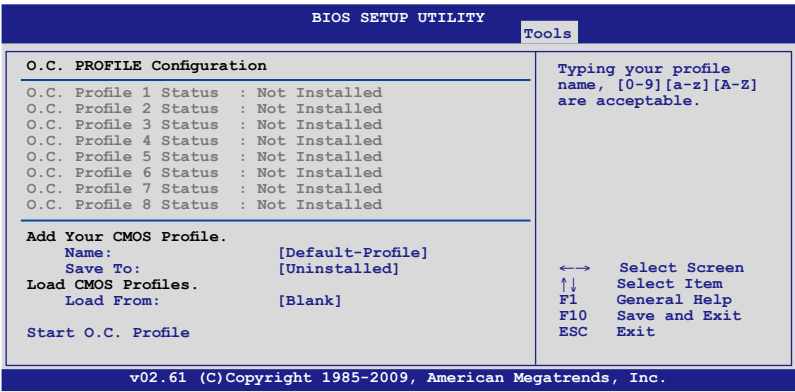 BIOS SETUP UTILITY
Tools
O.C. PROFILE Configuration
O.C. Profile 1 Status : Not Installed
O.C. Profile 2 Status : Not Installed
O.C. Profile 3 Status : Not Installed
O.C. Profile 4 Status : Not Installed
O.C. Profile 5 Status : Not Installed
O.C. Profile 6 Status : Not Installed
O.C. Profile 7 Status : Not Installed
O.C. Profile 8 Status : Not Installed
Add Your CMOS Profile.
Name: [Default-Profile]
Save To: [Uninstalled]
Load CMOS Profiles.
Load From: [Blank]
Start O.C. Profile
Typing your profile
name, [0-9][a-z][A-Z]
are acceptable.
←→ Select Screen
↑↓ Select Item
F1 General Help
F10 Save and Exit
ESC Exit
v02.61 (C)Copyright 1985-2009, American Megatrends, Inc.